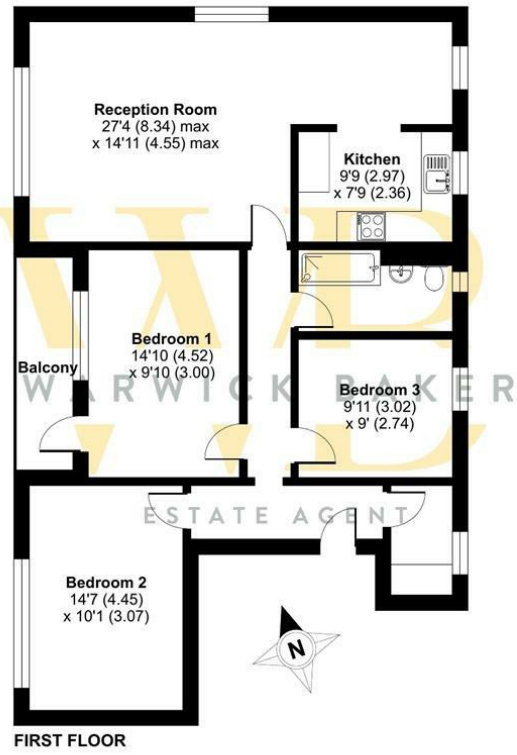 Reception Room
27'4 (8.34) max
x 14'11 (4.55) max
Kitchen
9'9 (2.97)
x 7'9 (2.36)
Bedroom 1
14'10 (4.52)
x 9'10 (3.00)
Balcony
WARWICK BAKER
Bedroom 3
9'11 (3.02)
x 9' (2.74)
ESTATE AGENT
Bedroom 2
14'7 (4.45)
x 10'1 (3.07)
N
FIRST FLOOR